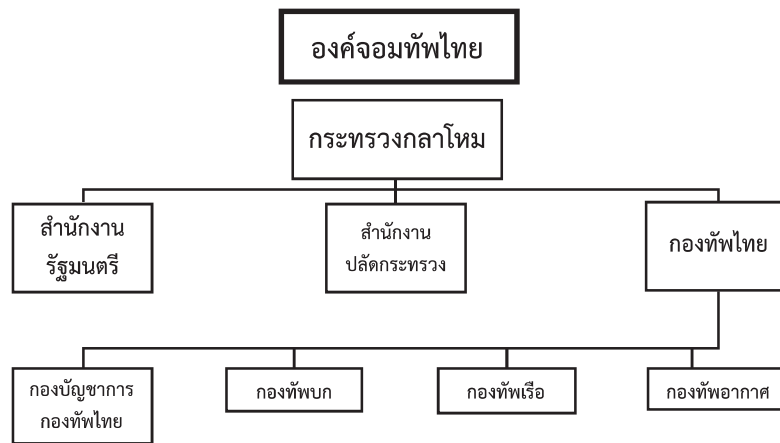 องค์จอมทัพไทย
กระทรวงกลาโหม
สำนักงาน
รัฐมนตรี
สำนักงาน
ปลัดกระทรวง
กองทัพไทย
กองบัญชาการ
กองทัพไทย
กองทัพบก
กองทัพเรือ
กองทัพอากาศ